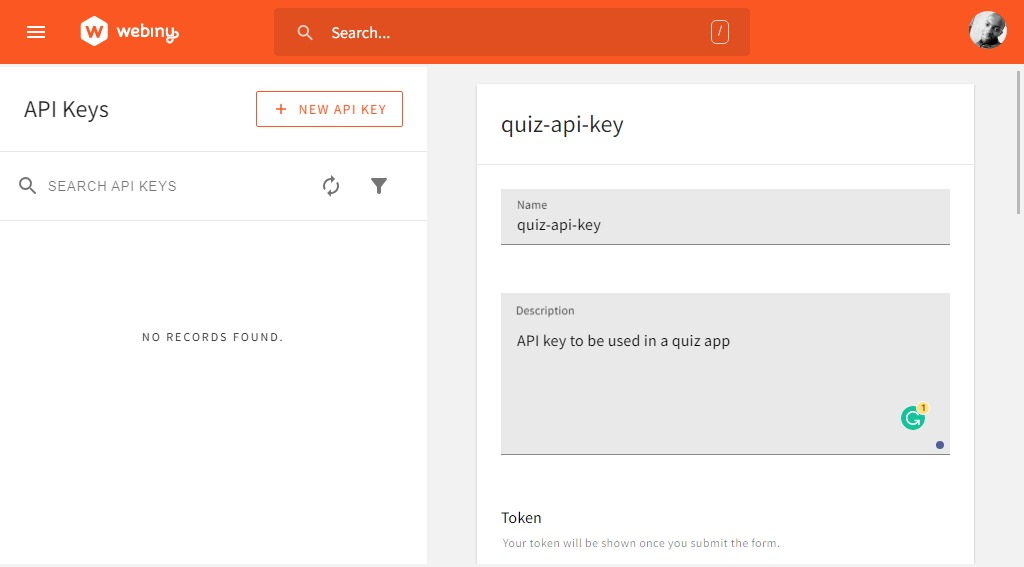 webiny
Search...
/
API Keys
+ NEW API KEY
SEARCH API KEYS
NO RECORDS FOUND.
quiz-api-key
Name
quiz-api-key
Description
API key to be used in a quiz app
1
Token
Your token will be shown once you submit the form.